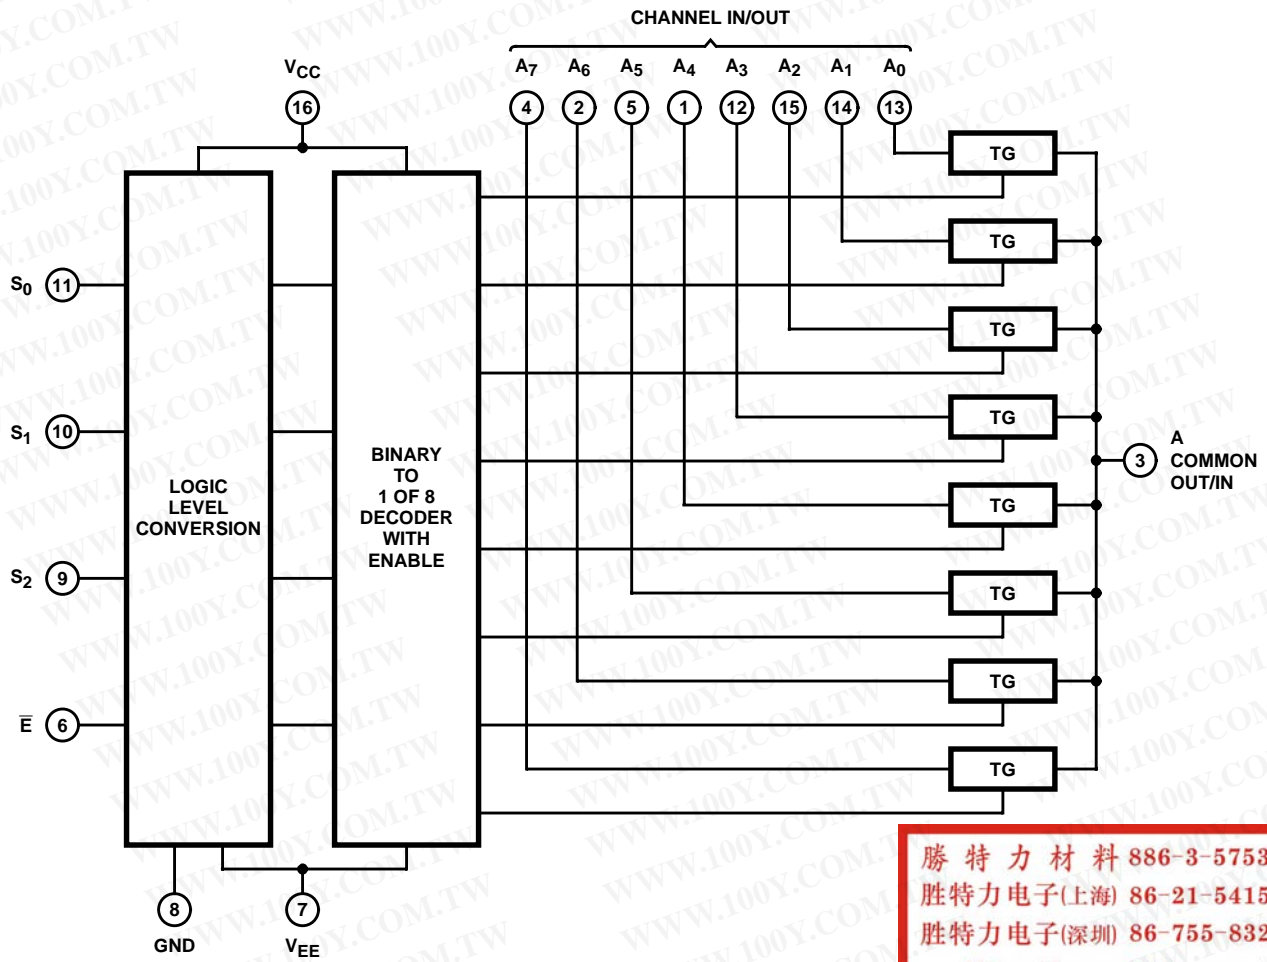 CHANNEL IN/OUT
VCC
A7 A6 A5 A4 A3 A2 A1 A0
16
4 2 5 1 12 15 14 13
TG
TG
S0 11
TG
TG
S1 10
LOGIC
LEVEL
CONVERSION
BINARY
TO
1 OF 8
DECODER
WITH
ENABLE
3
A
COMMON
OUT/IN
TG
S2 9
TG
TG
E̅ 6
TG
8
GND
7
VEE
勝特力材料 886-3-5753
胜特力电子(上海) 86-21-5415
胜特力电子(深圳) 86-755-832
WWW.100Y.COM.TW